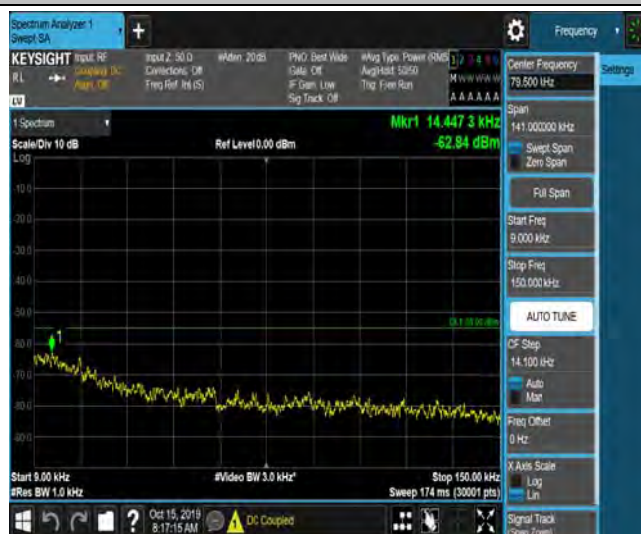 Spectrum Analyzer 1
Swept SA
+
Frequency
KEYSIGHT
Input: RF
Coupling: DC
Align: Off
Input Z: 50 Ω
Corrections: Off
Freq Ref: Int (S)
#Atten: 20dB
PNO: Best Wide
Gate: Off
IF Gain: Low
Sig Track: Off
#Avg Type: Power (RMS
Avg|Hold: 50/50
Trig: Free Run
M W W W W W
A A A A A A
RL
LV
1 Spectrum
Scale/Div 10 dB
Log
Ref Level 0.00 dBm
Mkr1 14.447 3 kHz
-62.84 dBm
1
Start 9.00 kHz
#Res BW 1.0 kHz
#Video BW 3.0 kHz*
Stop 150.00 kHz
Sweep 174 ms (30001 pts)
Center Frequency
79.500 kHz
Settings
Span
141.000000 kHz
Swept Span
Zero Span
Full Span
Start Freq
9.000 kHz
Stop Freq
150.000 kHz
AUTO TUNE
CF Step
14.100 kHz
Auto
Man
Freq Offset
0 Hz
X Axis Scale
Log
Lin
Signal Track
(Span Zoom)
?
Oct 15, 2019
8:17:15 AM
DC Coupled